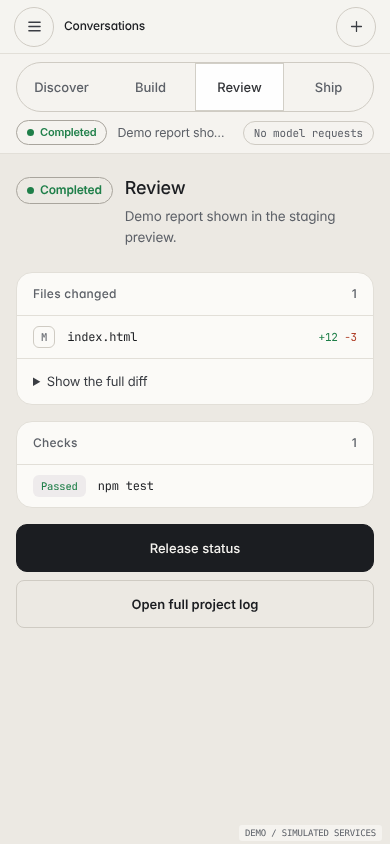 Conversations
Discover Build Review Ship
Completed Demo report sho... No model requests
Completed Review
Demo report shown in the staging
preview.
Files changed 1
M index.html +12 -3
Show the full diff
Checks 1
Passed npm test
Release status
Open full project log
DEMO / SIMULATED SERVICES